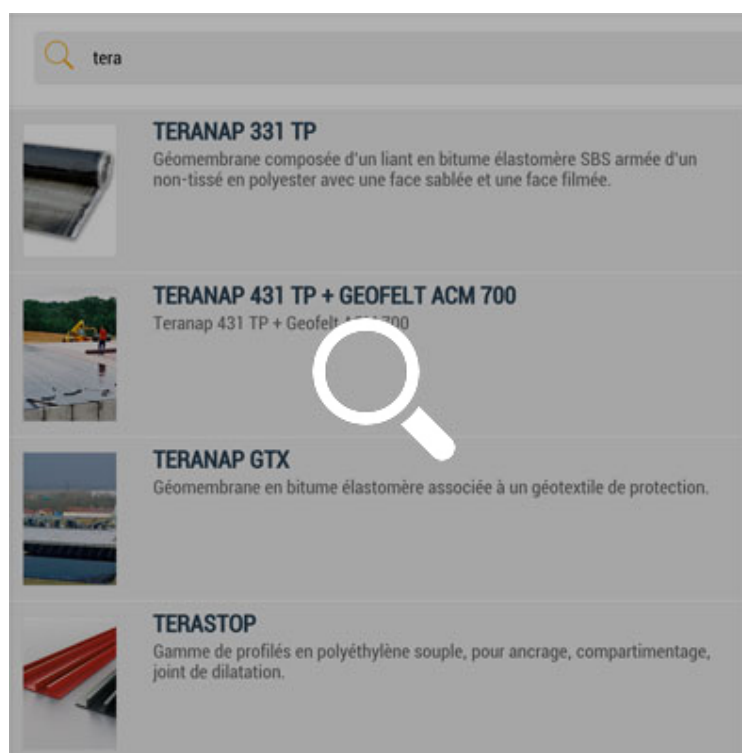 tera
TERANAP 331 TP
Géomembrane composée d'un liant en bitume élastomère SBS armée d'un
non-tissé en polyester avec une face sablée et une face filmée.
TERANAP 431 TP + GEOFELT ACM 700
Teranap 431 TP + Geofelt ACM 700
TERANAP GTX
Géomembrane en bitume élastomère associée à un géotextile de protection.
TERASTOP
Gamme de profilés en polyéthylène souple, pour ancrage, compartimentage,
joint de dilatation.